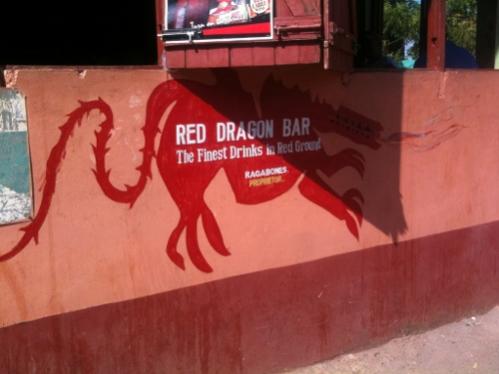 RED DRAGON BAR
The Finest Drinks in Red Ground
RAGABONES.
PROPRIETOR.